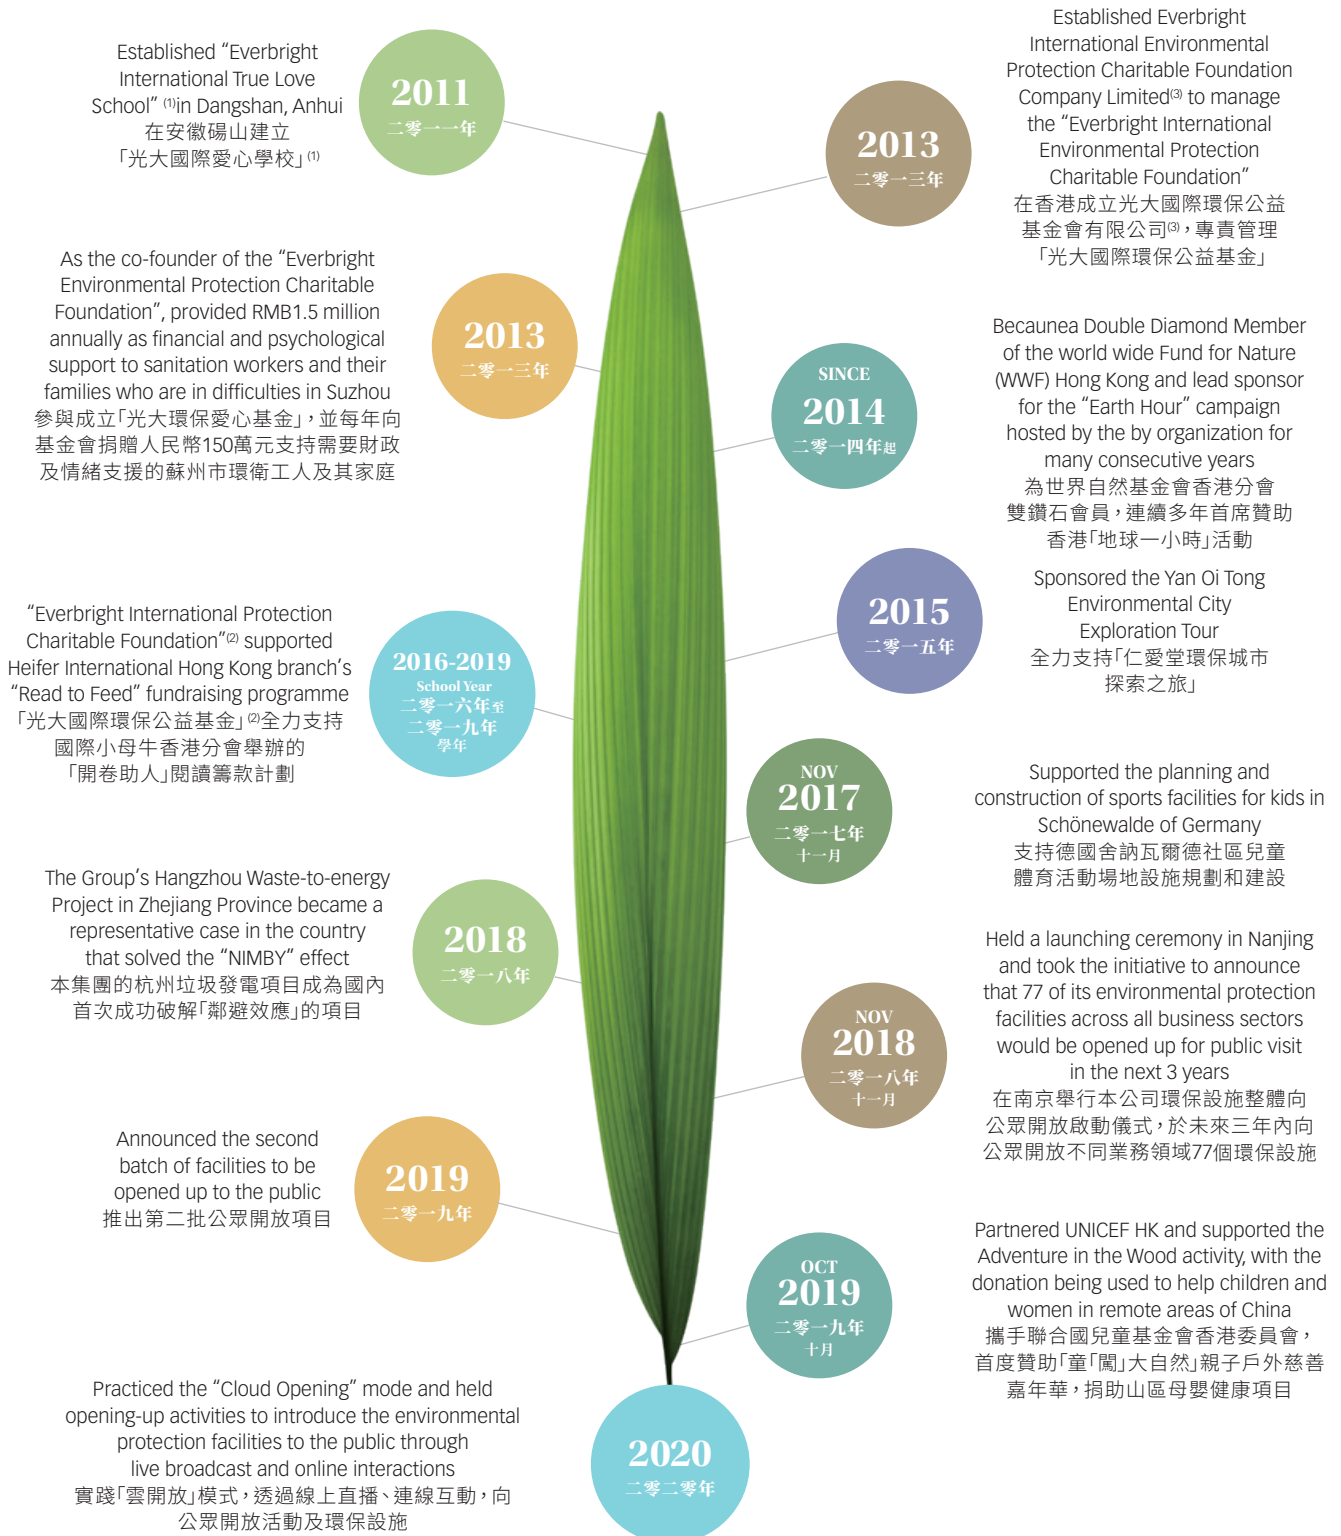 Established “Everbright
International True Love
School” (1)in Dangshan, Anhui
在安徽碭山建立
「光大國際愛心學校」(1)
2011
二零一一年
Established Everbright
International Environmental
Protection Charitable Foundation
Company Limited(3) to manage
the “Everbright International
Environmental Protection
Charitable Foundation”
在香港成立光大國際環保公益
基金會有限公司(3)，專責管理
「光大國際環保公益基金」
2013
二零一三年
As the co-founder of the “Everbright
Environmental Protection Charitable
Foundation”, provided RMB1.5 million
annually as financial and psychological
support to sanitation workers and their
families who are in difficulties in Suzhou
參與成立「光大環保愛心基金」，並每年向
基金會捐贈人民幣150萬元支持需要財政
及情緒支援的蘇州市環衛工人及其家庭
2013
二零一三年
Becaunea Double Diamond Member
of the world wide Fund for Nature
(WWF) Hong Kong and lead sponsor
for the “Earth Hour” campaign
hosted by the by organization for
many consecutive years
為世界自然基金會香港分會
雙鑽石會員，連續多年首席贊助
香港「地球一小時」活動
SINCE
2014
二零一四年起
Sponsored the Yan Oi Tong
Environmental City
Exploration Tour
全力支持「仁愛堂環保城市
探索之旅」
2015
二零一五年
“Everbright International Protection
Charitable Foundation”(2) supported
Heifer International Hong Kong branch’s
“Read to Feed” fundraising programme
「光大國際環保公益基金」(2)全力支持
國際小母牛香港分會舉辦的
「開卷助人」閱讀籌款計劃
2016-2019
School Year
二零一六年至
二零一九年
學年
NOV
2017
二零一七年
十一月
Supported the planning and
construction of sports facilities for kids in
Schönewalde of Germany
支持德國舍訥瓦爾德社區兒童
體育活動場地設施規劃和建設
The Group’s Hangzhou Waste-to-energy
Project in Zhejiang Province became a
representative case in the country
that solved the “NIMBY” effect
本集團的杭州垃圾發電項目成為國內
首次成功破解「鄰避效應」的項目
2018
二零一八年
Held a launching ceremony in Nanjing
and took the initiative to announce
that 77 of its environmental protection
facilities across all business sectors
would be opened up for public visit
in the next 3 years
在南京舉行本公司環保設施整體向
公眾開放啟動儀式，於未來三年內向
公眾開放不同業務領域77個環保設施
NOV
2018
二零一八年
十一月
Announced the second
batch of facilities to be
opened up to the public
推出第二批公眾開放項目
2019
二零一九年
Partnered UNICEF HK and supported the
Adventure in the Wood activity, with the
donation being used to help children and
women in remote areas of China
攜手聯合國兒童基金會香港委員會，
首度贊助「童「闖」大自然」親子戶外慈善
嘉年華，捐助山區母嬰健康項目
OCT
2019
二零一九年
十月
Practiced the “Cloud Opening” mode and held
opening-up activities to introduce the environmental
protection facilities to the public through
live broadcast and online interactions
實踐「雲開放」模式，透過線上直播、連線互動，向
公眾開放活動及環保設施
2020
二零二零年